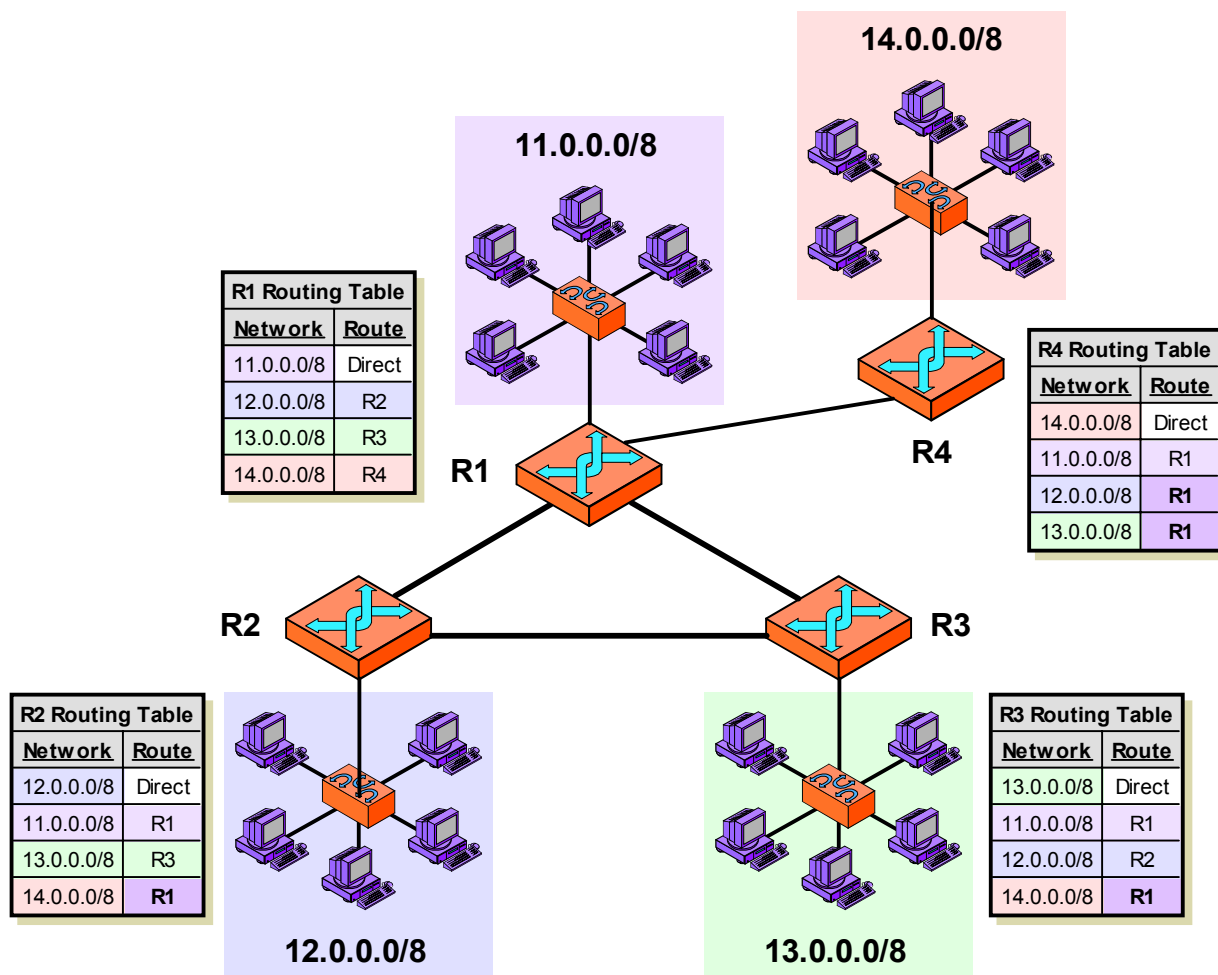 14.0.0.0/8
11.0.0.0/8
R1 Routing Table
Network Route
11.0.0.0/8 Direct
12.0.0.0/8 R2
13.0.0.0/8 R3
14.0.0.0/8 R4
R4 Routing Table
Network Route
14.0.0.0/8 Direct
11.0.0.0/8 R1
12.0.0.0/8 R1
13.0.0.0/8 R1
R4
R1
R2
R3
R2 Routing Table
Network Route
12.0.0.0/8 Direct
11.0.0.0/8 R1
13.0.0.0/8 R3
14.0.0.0/8 R1
R3 Routing Table
Network Route
13.0.0.0/8 Direct
11.0.0.0/8 R1
12.0.0.0/8 R2
14.0.0.0/8 R1
12.0.0.0/8
13.0.0.0/8